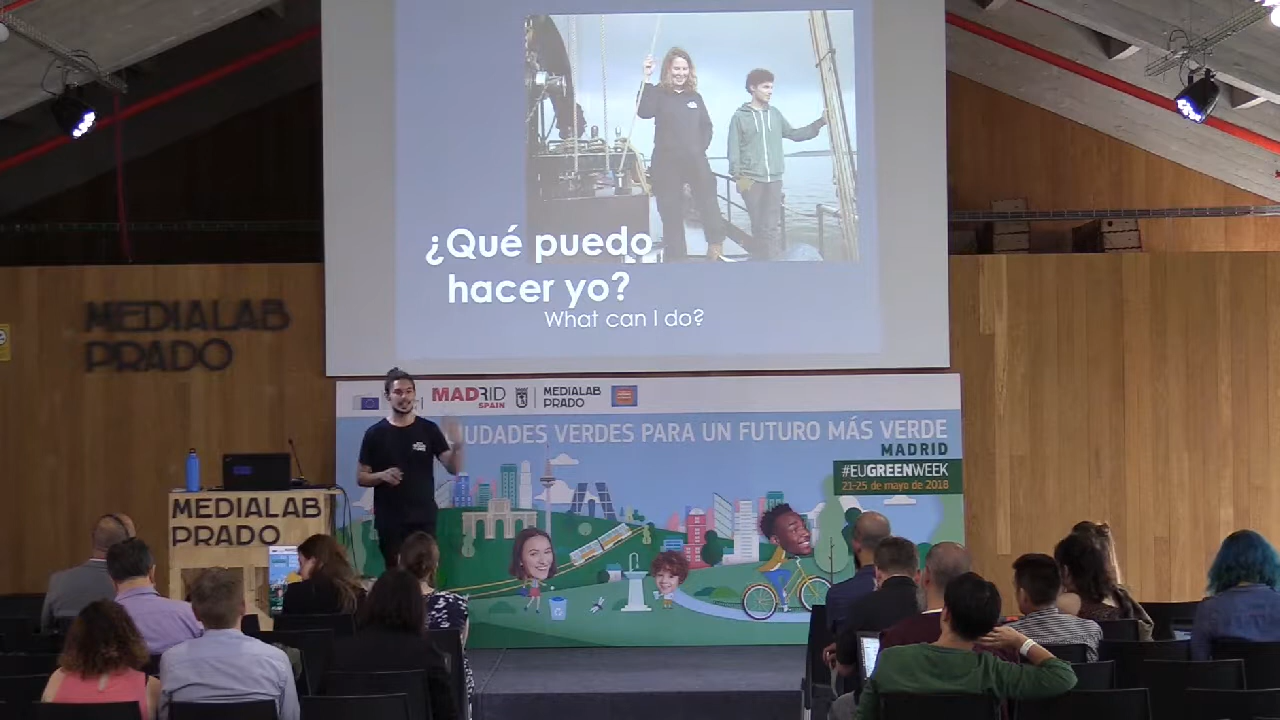 ¿Qué puedo
hacer yo?
What can I do?
MEDIALAB
PRADO
MADRID
SPAIN
MEDIALAB
PRADO
CIUDADES VERDES PARA UN FUTURO MÁS VERDE
MADRID
#EUGREENWEEK
21-25 de mayo de 2018
MEDIALAB
PRADO